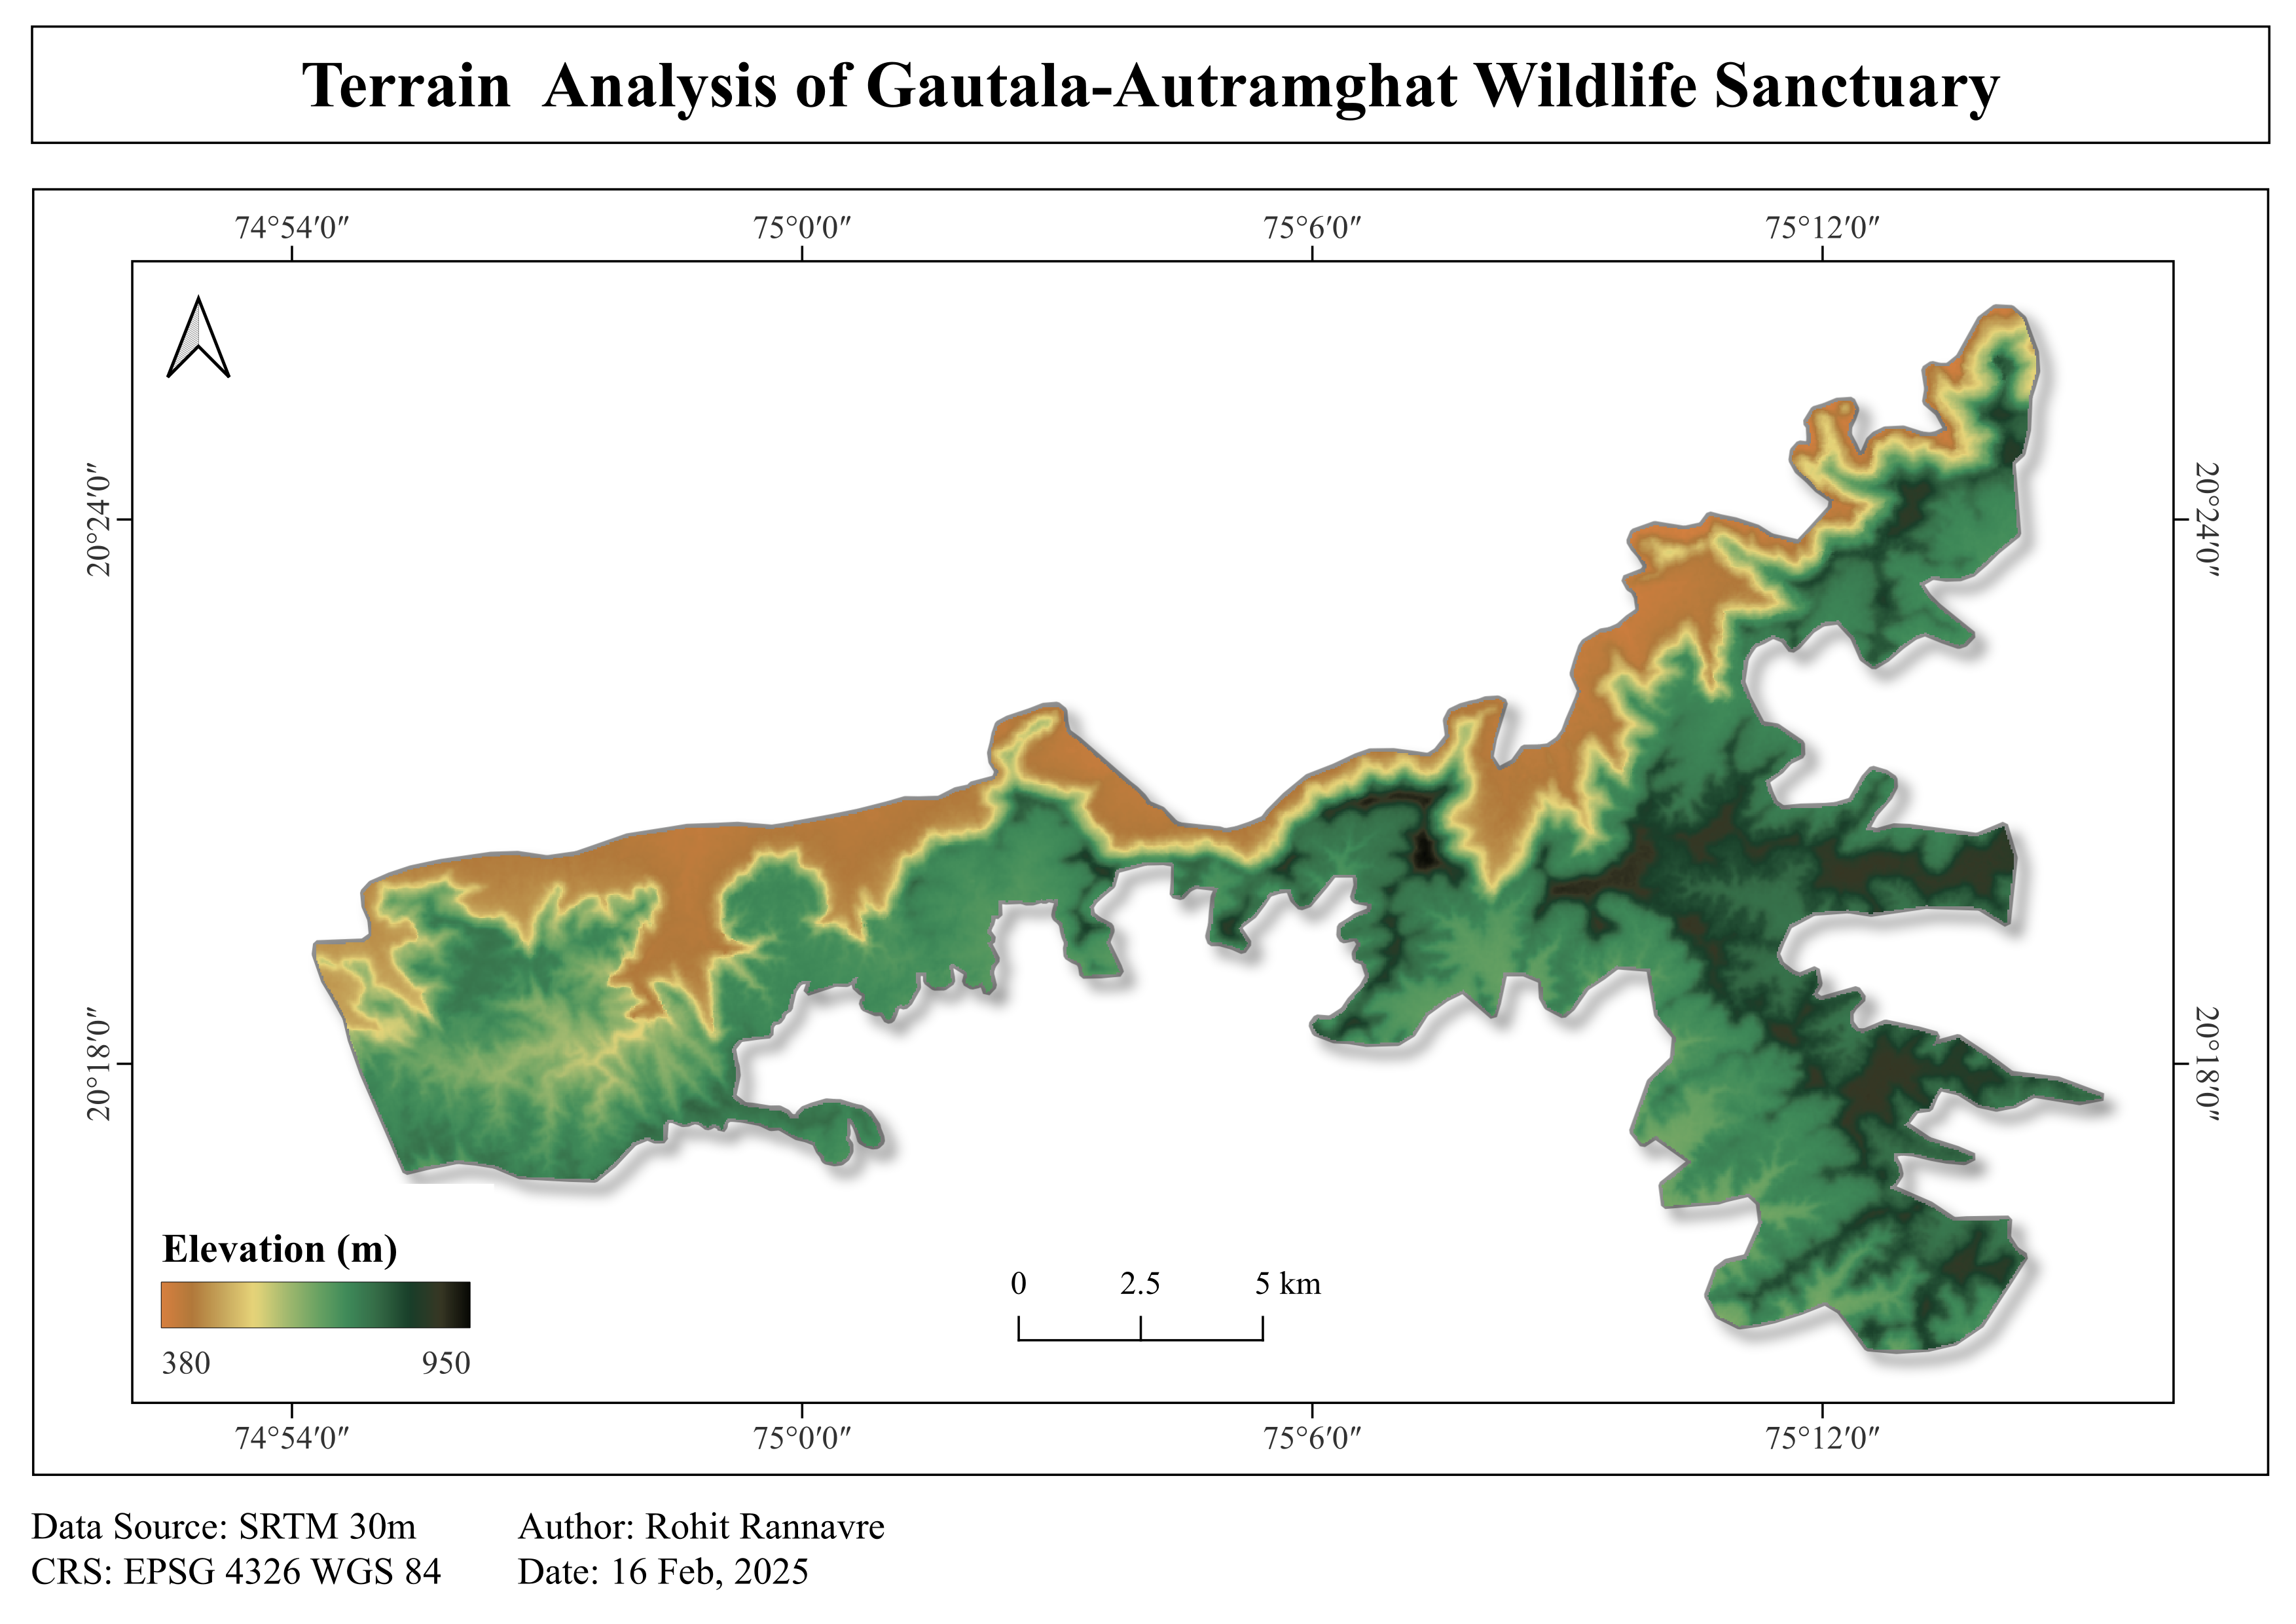 Terrain Analysis of Gautala-Autramghat Wildlife Sanctuary
74°54′0″ 75°0′0″ 75°6′0″ 75°12′0″
20°24′0″ 20°24′0″
20°18′0″ 20°18′0″
Elevation (m)
380 950
0 2.5 5 km
74°54′0″ 75°0′0″ 75°6′0″ 75°12′0″
Data Source: SRTM 30m Author: Rohit Rannavre
CRS: EPSG 4326 WGS 84 Date: 16 Feb, 2025